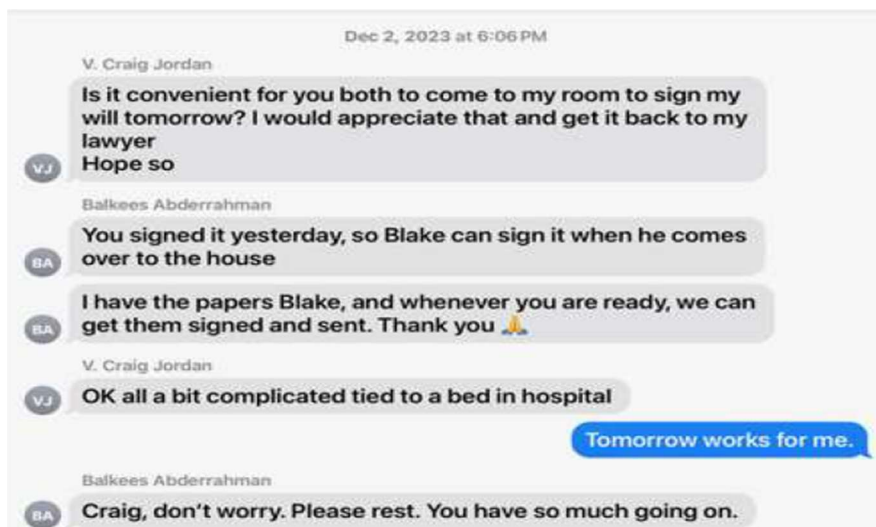 Dec 2, 2023 at 6:06 PM
V. Craig Jordan
Is it convenient for you both to come to my room to sign my
will tomorrow? I would appreciate that and get it back to my
lawyer
Hope so
VJ
Balkees Abderrahman
You signed it yesterday, so Blake can sign it when he comes
over to the house
BA
I have the papers Blake, and whenever you are ready, we can
get them signed and sent. Thank you 🙏
BA
V. Craig Jordan
OK all a bit complicated tied to a bed in hospital
VJ
Tomorrow works for me.
Balkees Abderrahman
Craig, don't worry. Please rest. You have so much going on.
BA